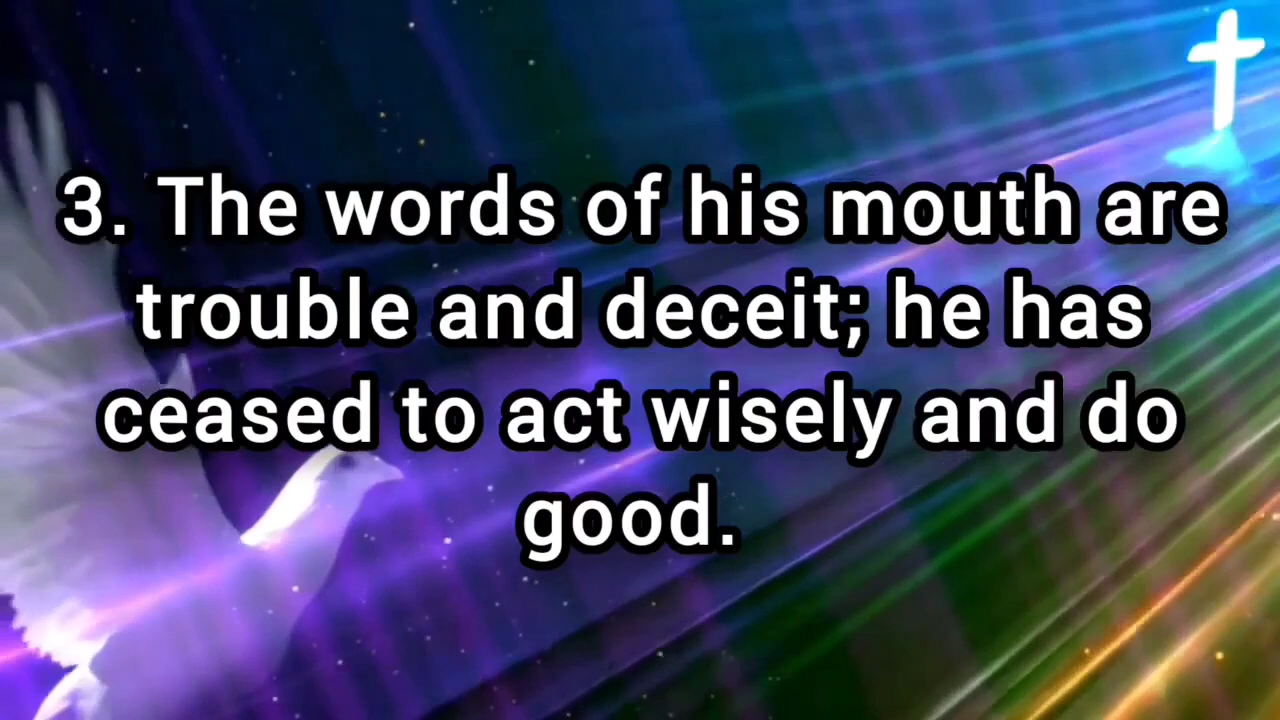 3. The words of his mouth are
trouble and deceit; he has
ceased to act wisely and do
good.